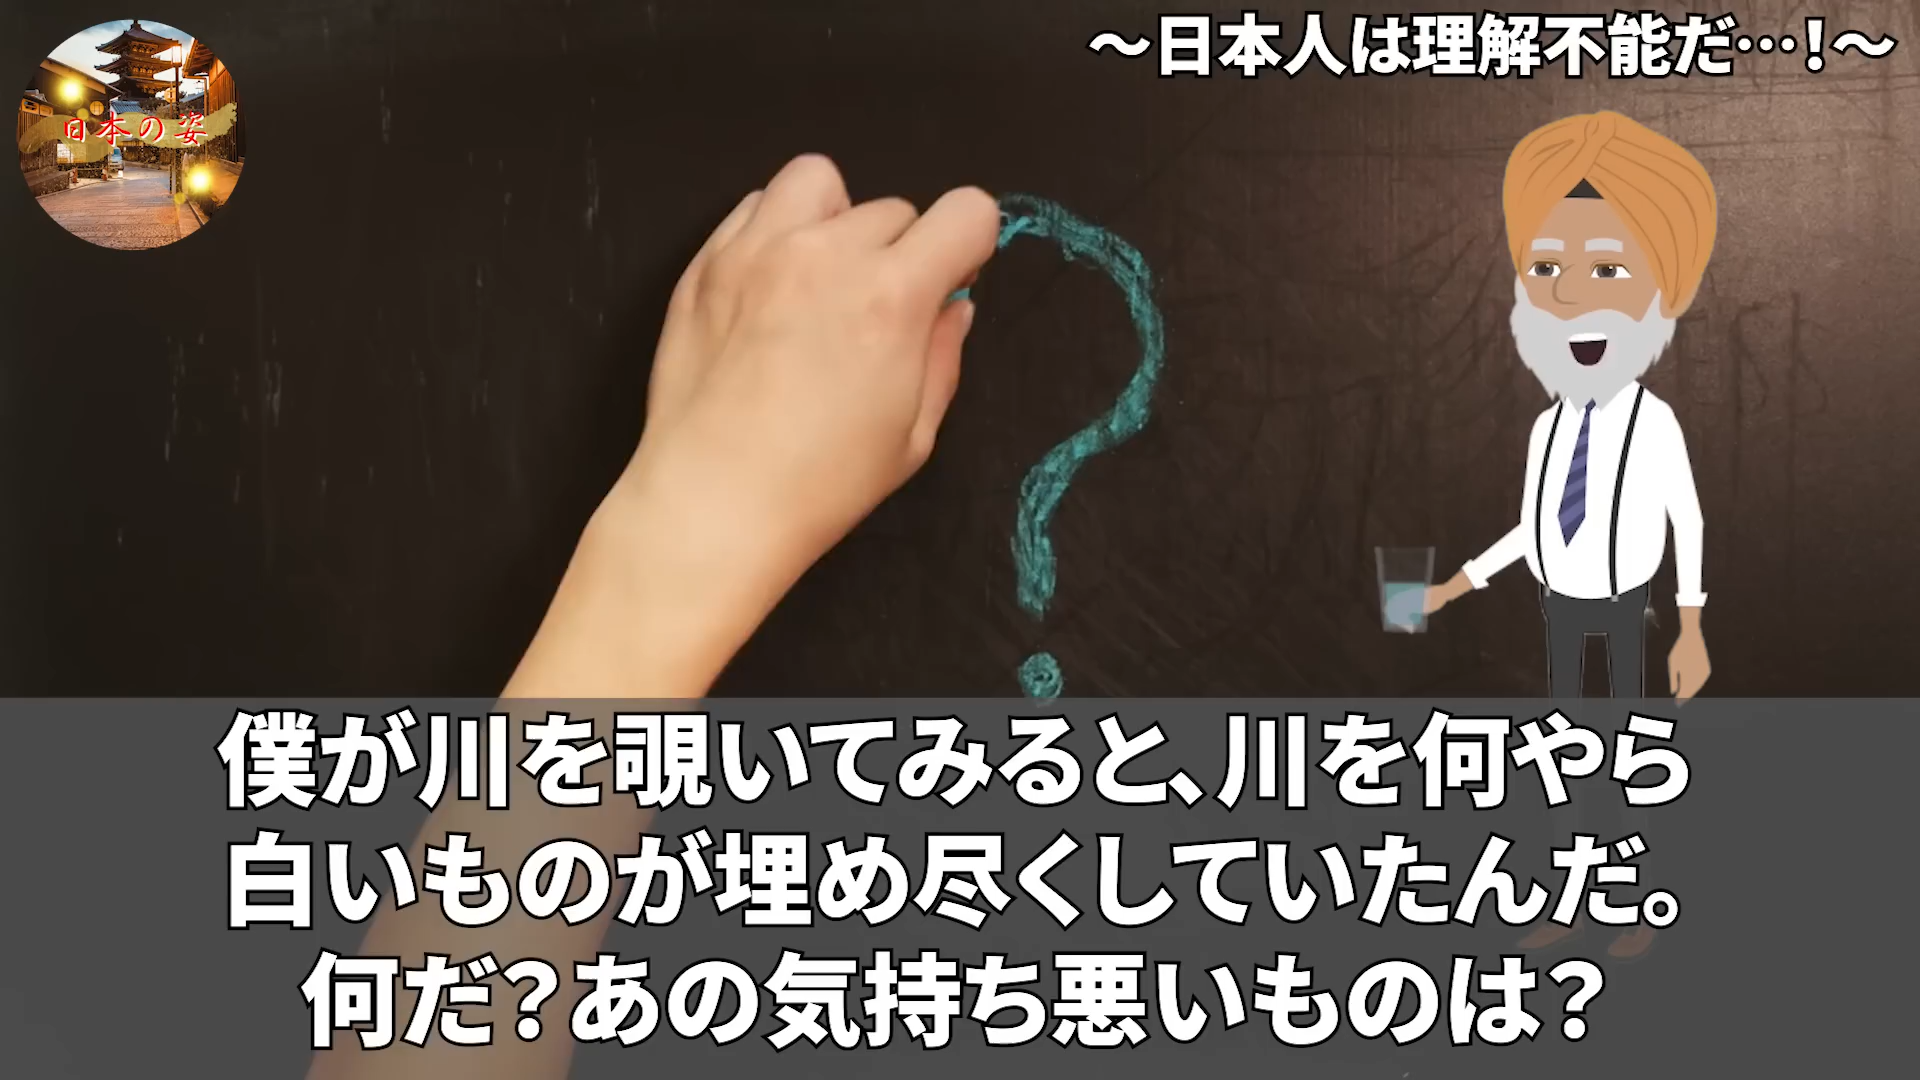 ～日本人は理解不能だ…！～
日本の姿
僕が川を覗いてみると、川を何やら
白いものが埋め尽くしていたんだ。
何だ？あの気持ち悪いものは？